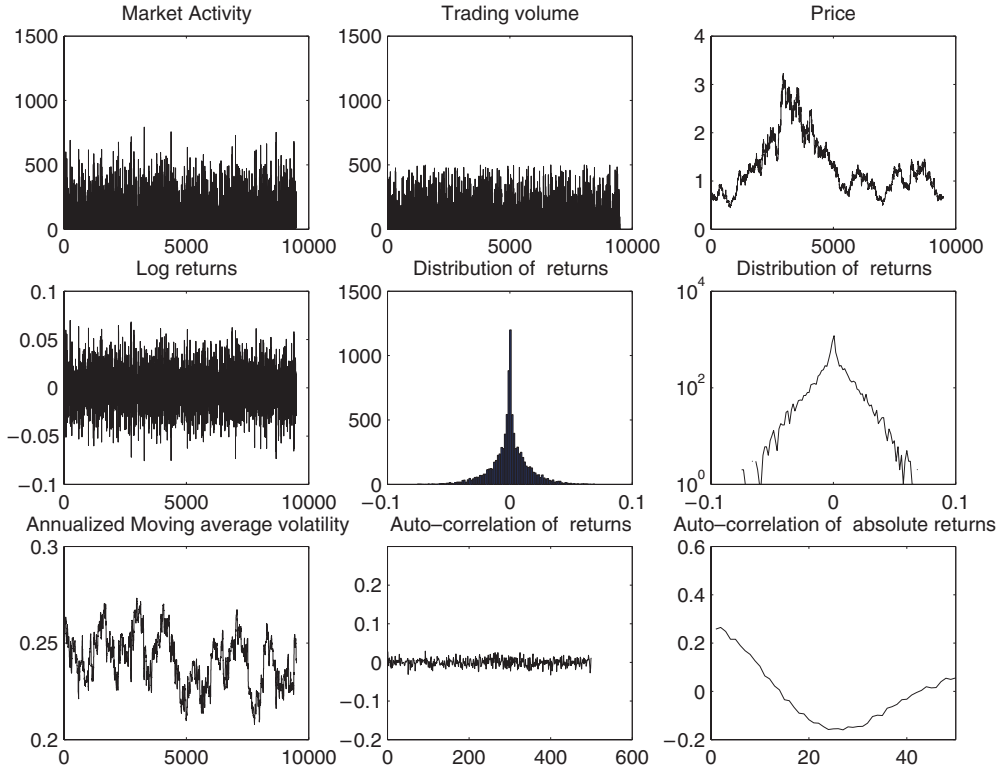 Market Activity
1500
1000
500
0
0 5000 10000
Trading volume
1500
1000
500
0
0 5000 10000
Price
4
3
2
1
0
0 5000 10000
Log returns
0.1
0.05
0
−0.05
−0.1
0 5000 10000
Distribution of returns
1500
1000
500
0
−0.1 0 0.1
Distribution of returns
10^4
10^2
10^0
−0.1 0 0.1
Annualized Moving average volatility
0.3
0.25
0.2
0 5000 10000
Auto−correlation of returns
0.2
0.1
0
−0.1
−0.2
0 200 400 600
Auto−correlation of absolute returns
0.6
0.4
0.2
0
−0.2
0 20 40